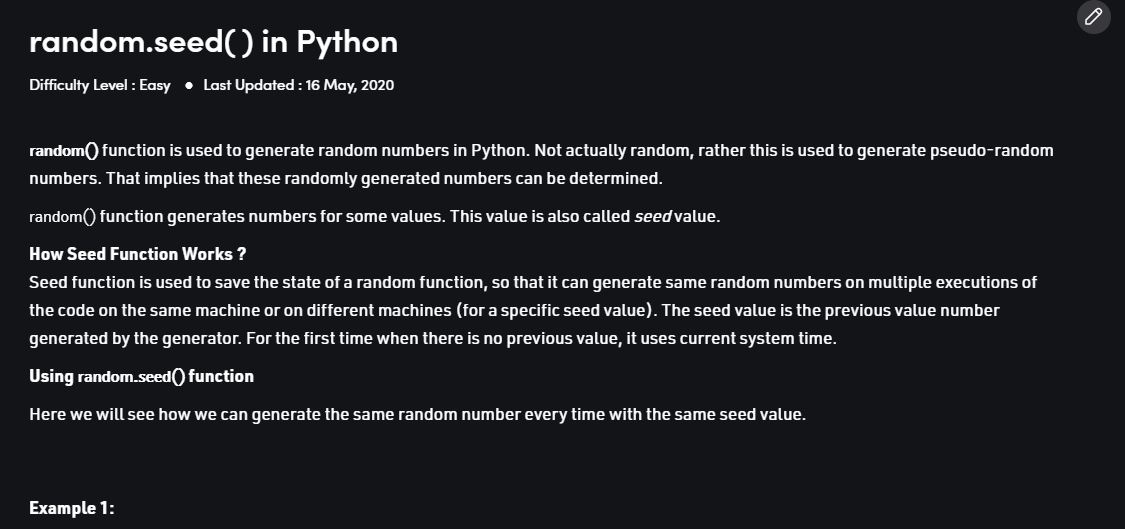 random.seed( ) in Python
Difficulty Level : Easy ● Last Updated : 16 May, 2020
random() function is used to generate random numbers in Python. Not actually random, rather this is used to generate pseudo-random
numbers. That implies that these randomly generated numbers can be determined.
random() function generates numbers for some values. This value is also called seed value.
How Seed Function Works ?
Seed function is used to save the state of a random function, so that it can generate same random numbers on multiple executions of
the code on the same machine or on different machines (for a specific seed value). The seed value is the previous value number
generated by the generator. For the first time when there is no previous value, it uses current system time.
Using random.seed() function
Here we will see how we can generate the same random number every time with the same seed value.
Example 1: